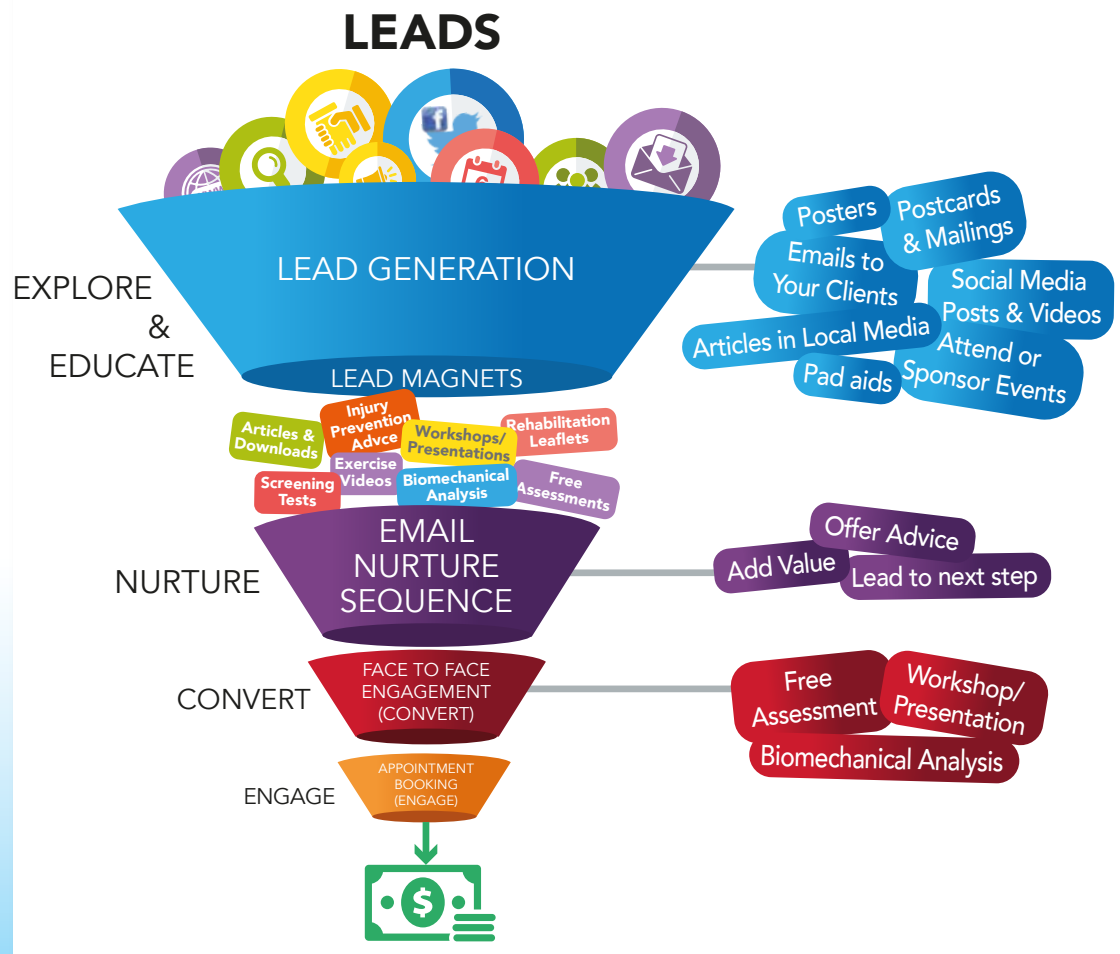 LEADS
EXPLORE
&
EDUCATE
LEAD GENERATION
LEAD MAGNETS
Posters
Postcards
& Mailings
Emails to
Your Clients
Social Media
Posts & Videos
Articles in Local Media
Attend or
Sponsor Events
Pad aids
Articles &
Downloads
Injury
Prevention
Advce
Workshops/
Presentations
Rehabilitation
Leaflets
Screening
Tests
Exercise
Videos
Biomechanical
Analysis
Free
Assessments
NURTURE
EMAIL
NURTURE
SEQUENCE
Offer Advice
Add Value
Lead to next step
CONVERT
FACE TO FACE
ENGAGEMENT
(CONVERT)
Free
Assessment
Workshop/
Presentation
Biomechanical Analysis
ENGAGE
APPOINTMENT
BOOKING
(ENGAGE)
$